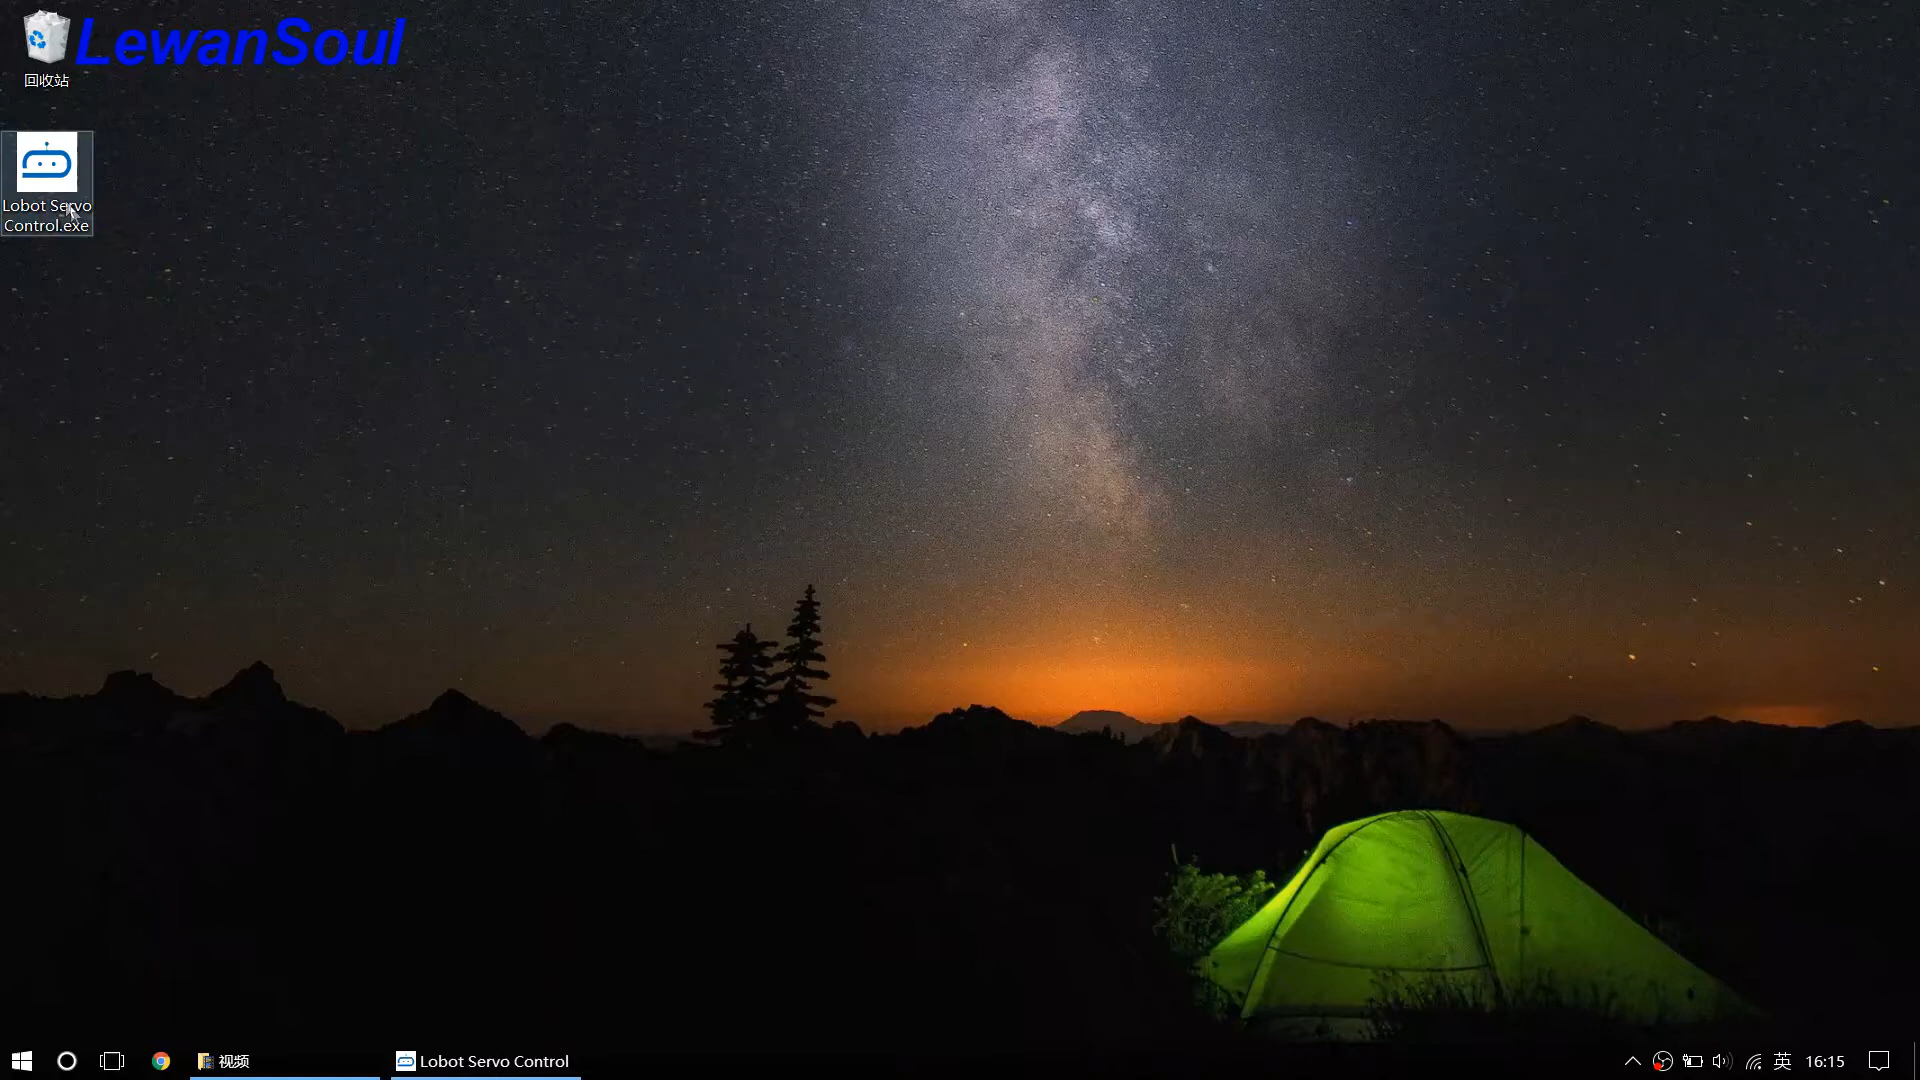 LewanSoul
回收站
Lobot Servo
Control.exe
视频
Lobot Servo Control
英
16:15